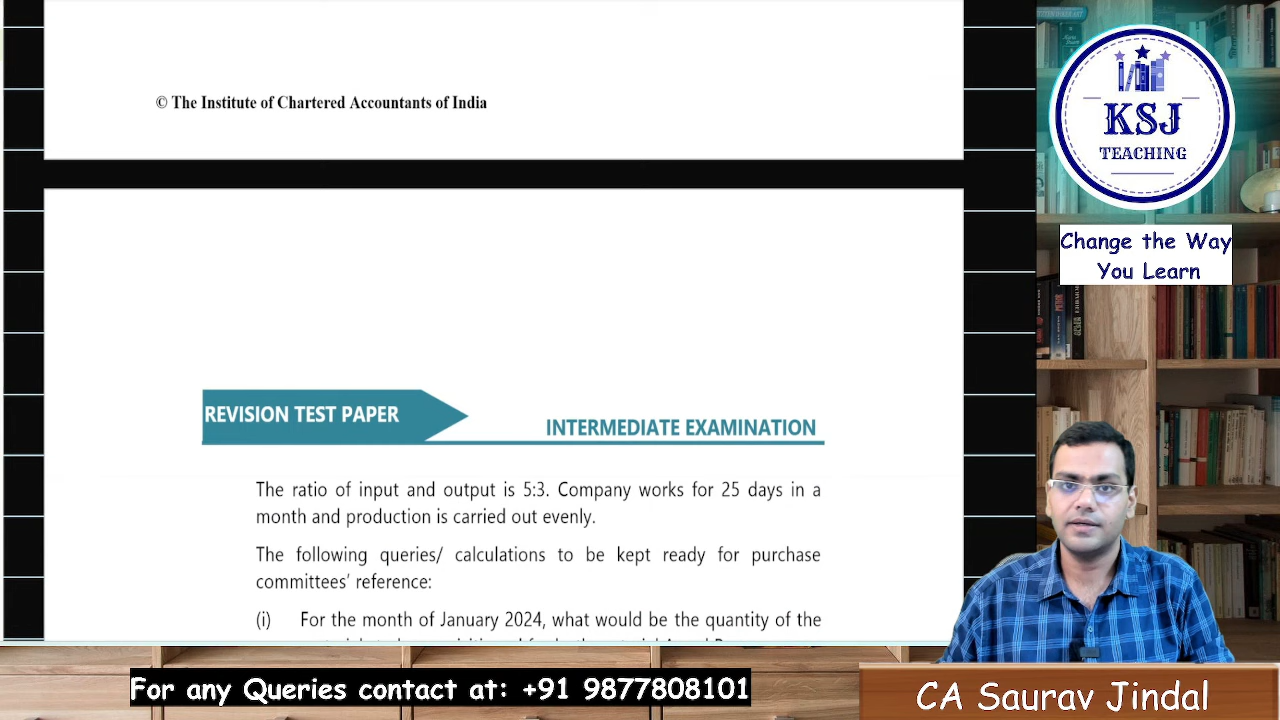 © The Institute of Chartered Accountants of India
REVISION TEST PAPER
INTERMEDIATE EXAMINATION
The ratio of input and output is 5:3. Company works for 25 days in a
month and production is carried out evenly.
The following queries/ calculations to be kept ready for purchase
committees' reference:
(i) For the month of January 2024, what would be the quantity of the
KSJ
TEACHING
Change the Way
You Learn
For any Queries contact at: +91 9877808101
CA Saurav Jindal